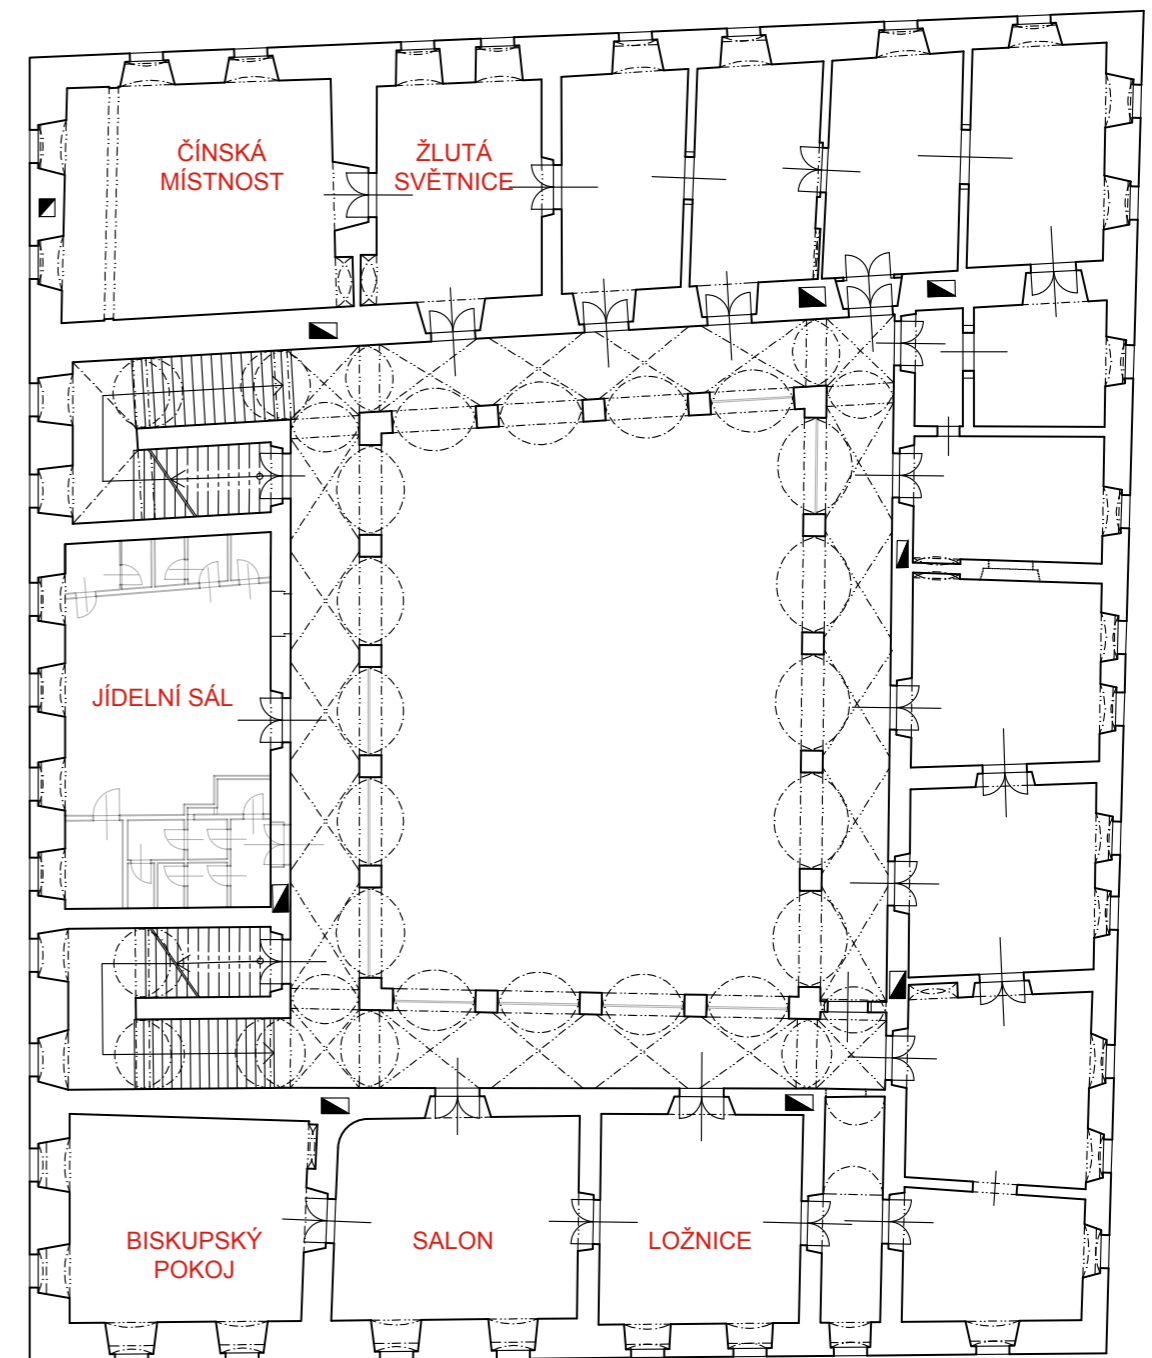 ČÍNSKÁ
MÍSTNOST
ŽLUTÁ
SVĚTNICE
JÍDELNÍ SÁL
BISKUPSKÝ
POKOJ
SALON
LOŽNICE